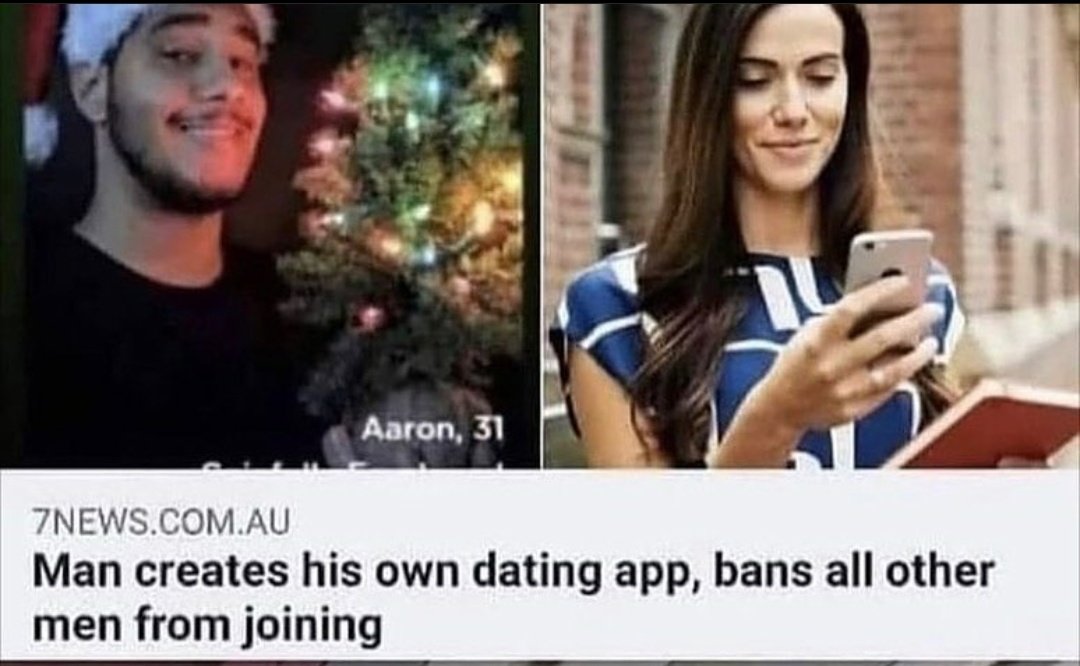 Aaron, 31
7NEWS.COM.AU
Man creates his own dating app, bans all other
men from joining